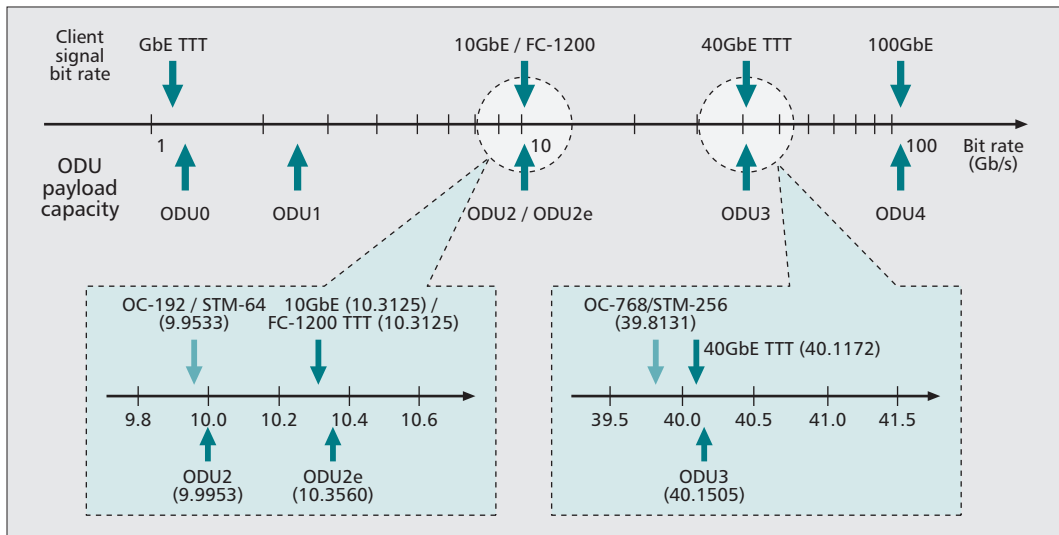 Client
signal
bit rate
GbE TTT
10GbE / FC-1200
40GbE TTT
100GbE
1
10
100
Bit rate
(Gb/s)
ODU
payload
capacity
ODU0
ODU1
ODU2 / ODU2e
ODU3
ODU4
OC-192 / STM-64
(9.9533)
10GbE (10.3125) /
FC-1200 TTT (10.3125)
9.8
10.0
10.2
10.4
10.6
ODU2
(9.9953)
ODU2e
(10.3560)
OC-768/STM-256
(39.8131)
40GbE TTT (40.1172)
39.5
40.0
40.5
41.0
41.5
ODU3
(40.1505)